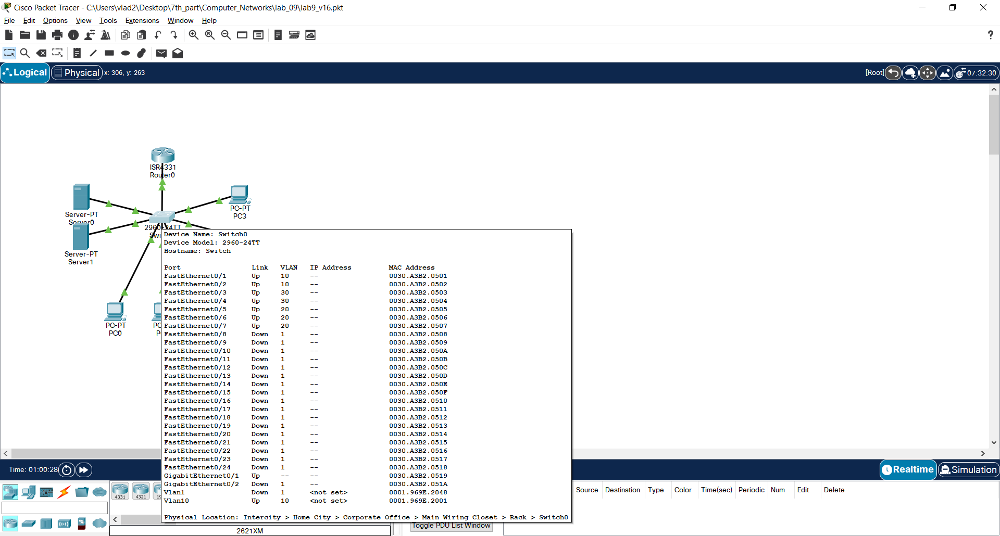 Cisco Packet Tracer - C:\Users\vlad2\Desktop\7th_part\Computer_Networks\lab_09\lab9_v16.pkt
File Edit Options View Tools Extensions Window Help
Logical Physical x: 306, y: 263 [Root] 07:32:30
ISR4331
Router0
Server-PT
Server0
PC-PT
PC3
2960-24TT
Swi
Server-PT
Server1
PC-PT
PC0
PC
P
Device Name: Switch0
Device Model: 2960-24TT
Hostname: Switch
Port Link VLAN IP Address MAC Address
FastEthernet0/1 Up 10 -- 0030.A3B2.0501
FastEthernet0/2 Up 10 -- 0030.A3B2.0502
FastEthernet0/3 Up 30 -- 0030.A3B2.0503
FastEthernet0/4 Up 30 -- 0030.A3B2.0504
FastEthernet0/5 Up 20 -- 0030.A3B2.0505
FastEthernet0/6 Up 20 -- 0030.A3B2.0506
FastEthernet0/7 Up 20 -- 0030.A3B2.0507
FastEthernet0/8 Down 1 -- 0030.A3B2.0508
FastEthernet0/9 Down 1 -- 0030.A3B2.0509
FastEthernet0/10 Down 1 -- 0030.A3B2.050A
FastEthernet0/11 Down 1 -- 0030.A3B2.050B
FastEthernet0/12 Down 1 -- 0030.A3B2.050C
FastEthernet0/13 Down 1 -- 0030.A3B2.050D
FastEthernet0/14 Down 1 -- 0030.A3B2.050E
FastEthernet0/15 Down 1 -- 0030.A3B2.050F
FastEthernet0/16 Down 1 -- 0030.A3B2.0510
FastEthernet0/17 Down 1 -- 0030.A3B2.0511
FastEthernet0/18 Down 1 -- 0030.A3B2.0512
FastEthernet0/19 Down 1 -- 0030.A3B2.0513
FastEthernet0/20 Down 1 -- 0030.A3B2.0514
FastEthernet0/21 Down 1 -- 0030.A3B2.0515
FastEthernet0/22 Down 1 -- 0030.A3B2.0516
FastEthernet0/23 Down 1 -- 0030.A3B2.0517
FastEthernet0/24 Down 1 -- 0030.A3B2.0518
GigabitEthernet0/1 Up -- -- 0030.A3B2.0519
GigabitEthernet0/2 Down 1 -- 0030.A3B2.051A
Vlan1 Down 1 <not set> 0001.969E.2048
Vlan10 Up 10 <not set> 0001.969E.2001
Physical Location: Intercity > Home City > Corporate Office > Main Wiring Closet > Rack > Switch0
Time: 01:00:28 Realtime Simulation
4331 4321 19
Source Destination Type Color Time(sec) Periodic Num Edit Delete
Toggle PDU List Window
2621XM